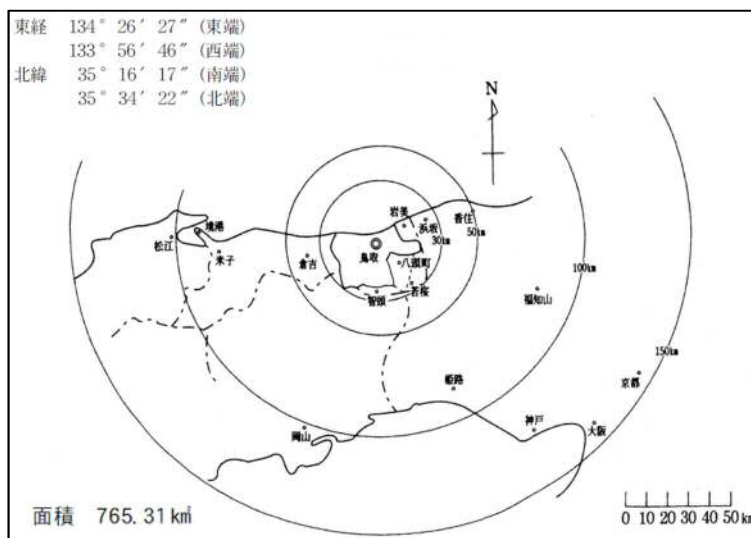 東経 134° 26′ 27″ (東端)
133° 56′ 46″ (西端)
北緯 35° 16′ 17″ (南端)
35° 34′ 22″ (北端)
N
岩美
浜坂
香住
境港
30㎞
50㎞
松江
米子
倉吉
鳥取
八頭町
智頭
若桜
100㎞
福知山
150㎞
京都
姫路
岡山
神戸
大阪
面積 765.31㎢
0 10 20 30 40 50㎞